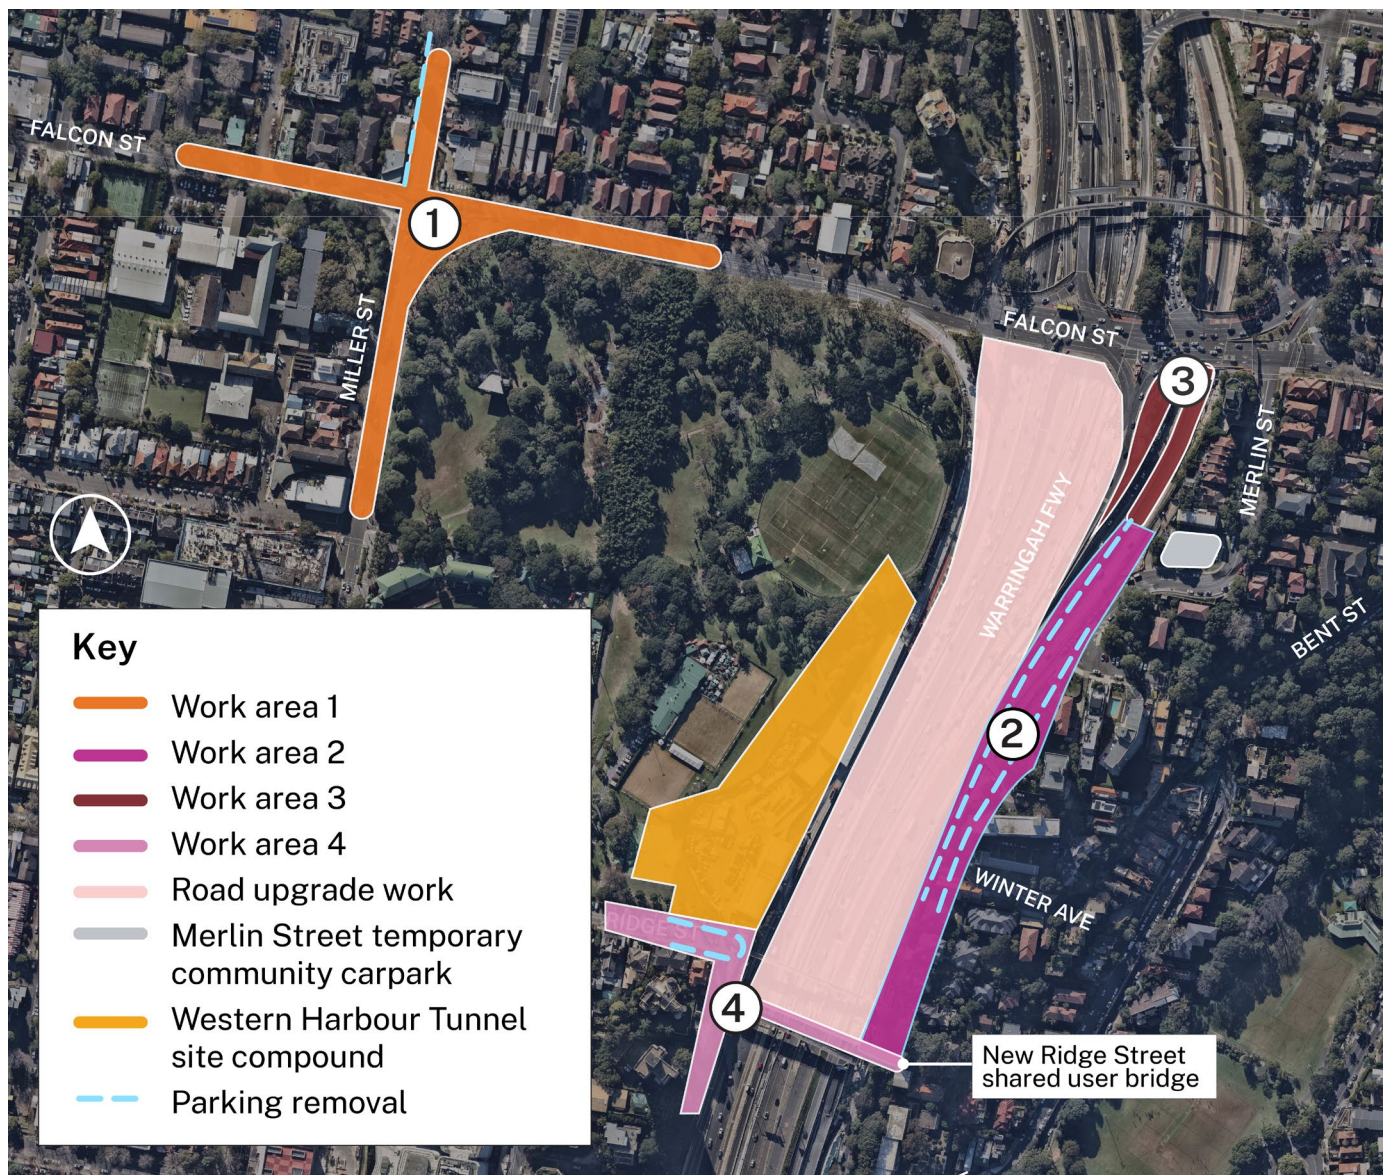 FALCON ST
1
MILLER ST
FALCON ST
3
MERLIN ST
WARRINGAH FWY
BENT ST
2
WINTER AVE
RIDGE ST
4
New Ridge Street
shared user bridge
Key
Work area 1
Work area 2
Work area 3
Work area 4
Road upgrade work
Merlin Street temporary
community carpark
Western Harbour Tunnel
site compound
Parking removal